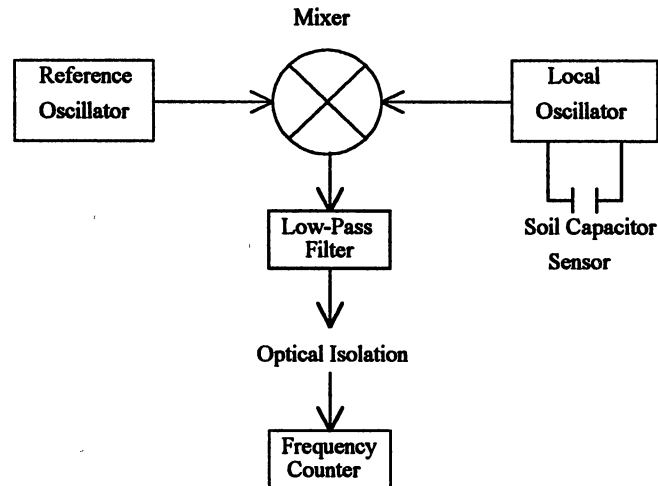 Mixer
Reference
Oscillator
Local
Oscillator
Low-Pass
Filter
Soil Capacitor
Sensor
Optical Isolation
Frequency
Counter